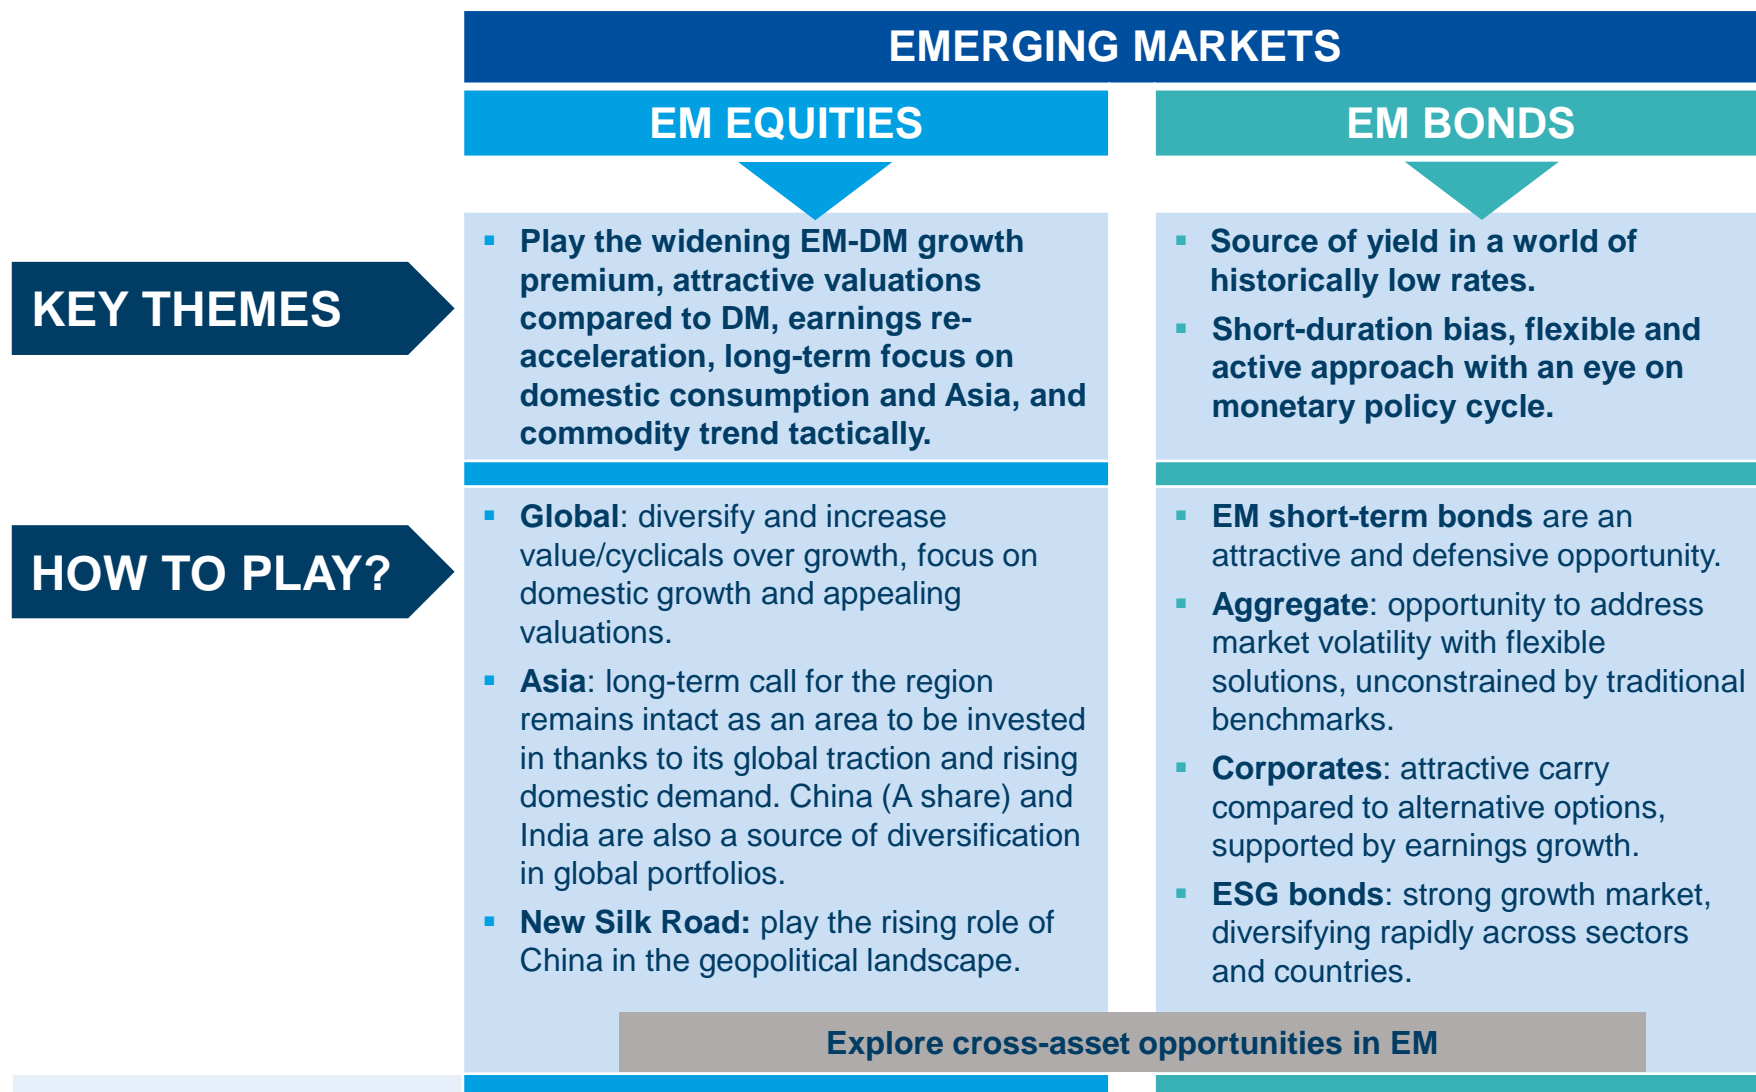 EMERGING MARKETS
EM EQUITIES
EM BONDS
KEY THEMES
▪ Play the widening EM-DM growth
premium, attractive valuations
compared to DM, earnings re-
acceleration, long-term focus on
domestic consumption and Asia, and
commodity trend tactically.
▪ Source of yield in a world of
historically low rates.
▪ Short-duration bias, flexible and
active approach with an eye on
monetary policy cycle.
HOW TO PLAY?
▪ Global: diversify and increase
value/cyclicals over growth, focus on
domestic growth and appealing
valuations.
▪ Asia: long-term call for the region
remains intact as an area to be invested
in thanks to its global traction and rising
domestic demand. China (A share) and
India are also a source of diversification
in global portfolios.
▪ New Silk Road: play the rising role of
China in the geopolitical landscape.
▪ EM short-term bonds are an
attractive and defensive opportunity.
▪ Aggregate: opportunity to address
market volatility with flexible
solutions, unconstrained by traditional
benchmarks.
▪ Corporates: attractive carry
compared to alternative options,
supported by earnings growth.
▪ ESG bonds: strong growth market,
diversifying rapidly across sectors
and countries.
Explore cross-asset opportunities in EM